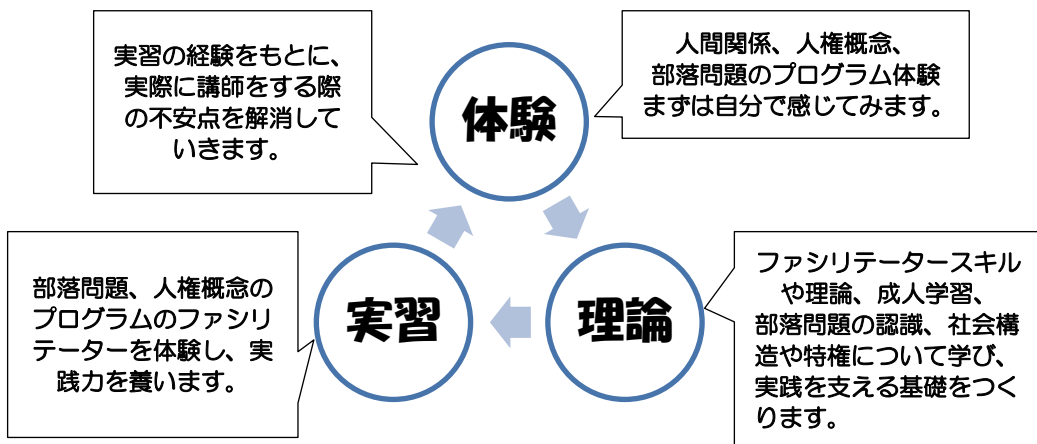 実習の経験をもとに、
実際に講師をする際
の不安点を解消して
いきます。
体験
人間関係、人権概念、
部落問題のプログラム体験
まずは自分で感じてみます。
部落問題、人権概念の
プログラムのファシリ
テーターを体験し、実
践力を養います。
実習
理論
ファシリテータースキル
や理論、成人学習、
部落問題の認識、社会構
造や特権について学び、
実践を支える基礎をつく
ります。